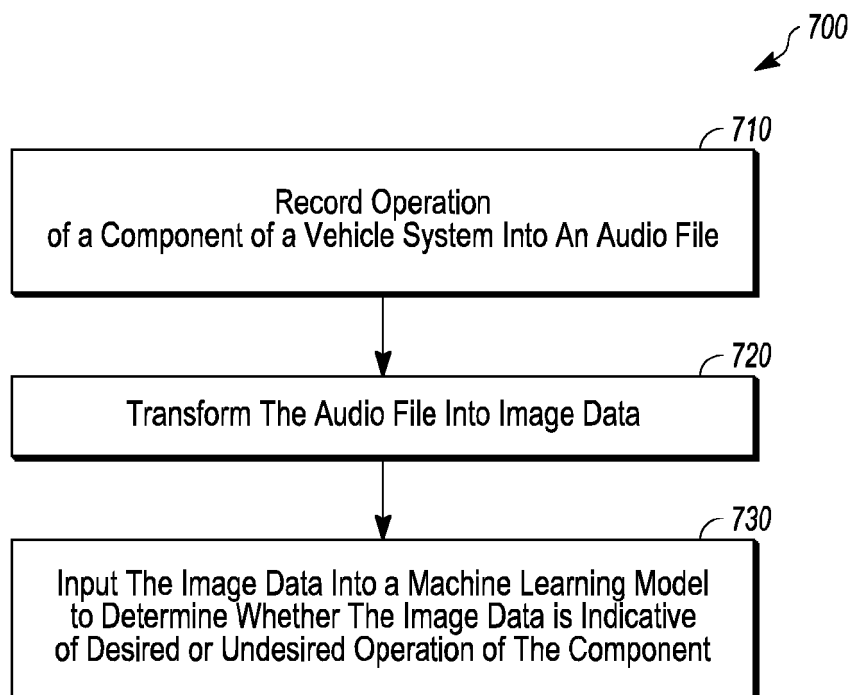 700
710
Record Operation
of a Component of a Vehicle System Into An Audio File
720
Transform The Audio File Into Image Data
730
Input The Image Data Into a Machine Learning Model
to Determine Whether The Image Data is Indicative
of Desired or Undesired Operation of The Component